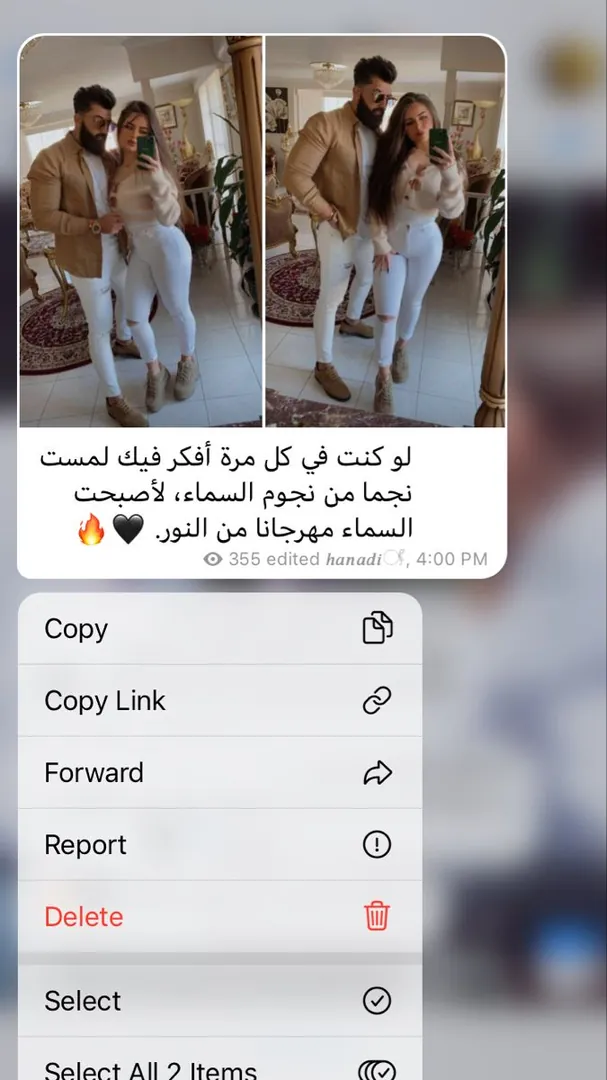 لو كنت في كل مرة أفكر فيك لمست
نجما من نجوم السماء، لأصبحت
السماء مهرجانا من النور. 🖤 🔥
355 edited hanadi, 4:00 PM
Copy
Copy Link
Forward
Report
Delete
Select
Select All 2 Items